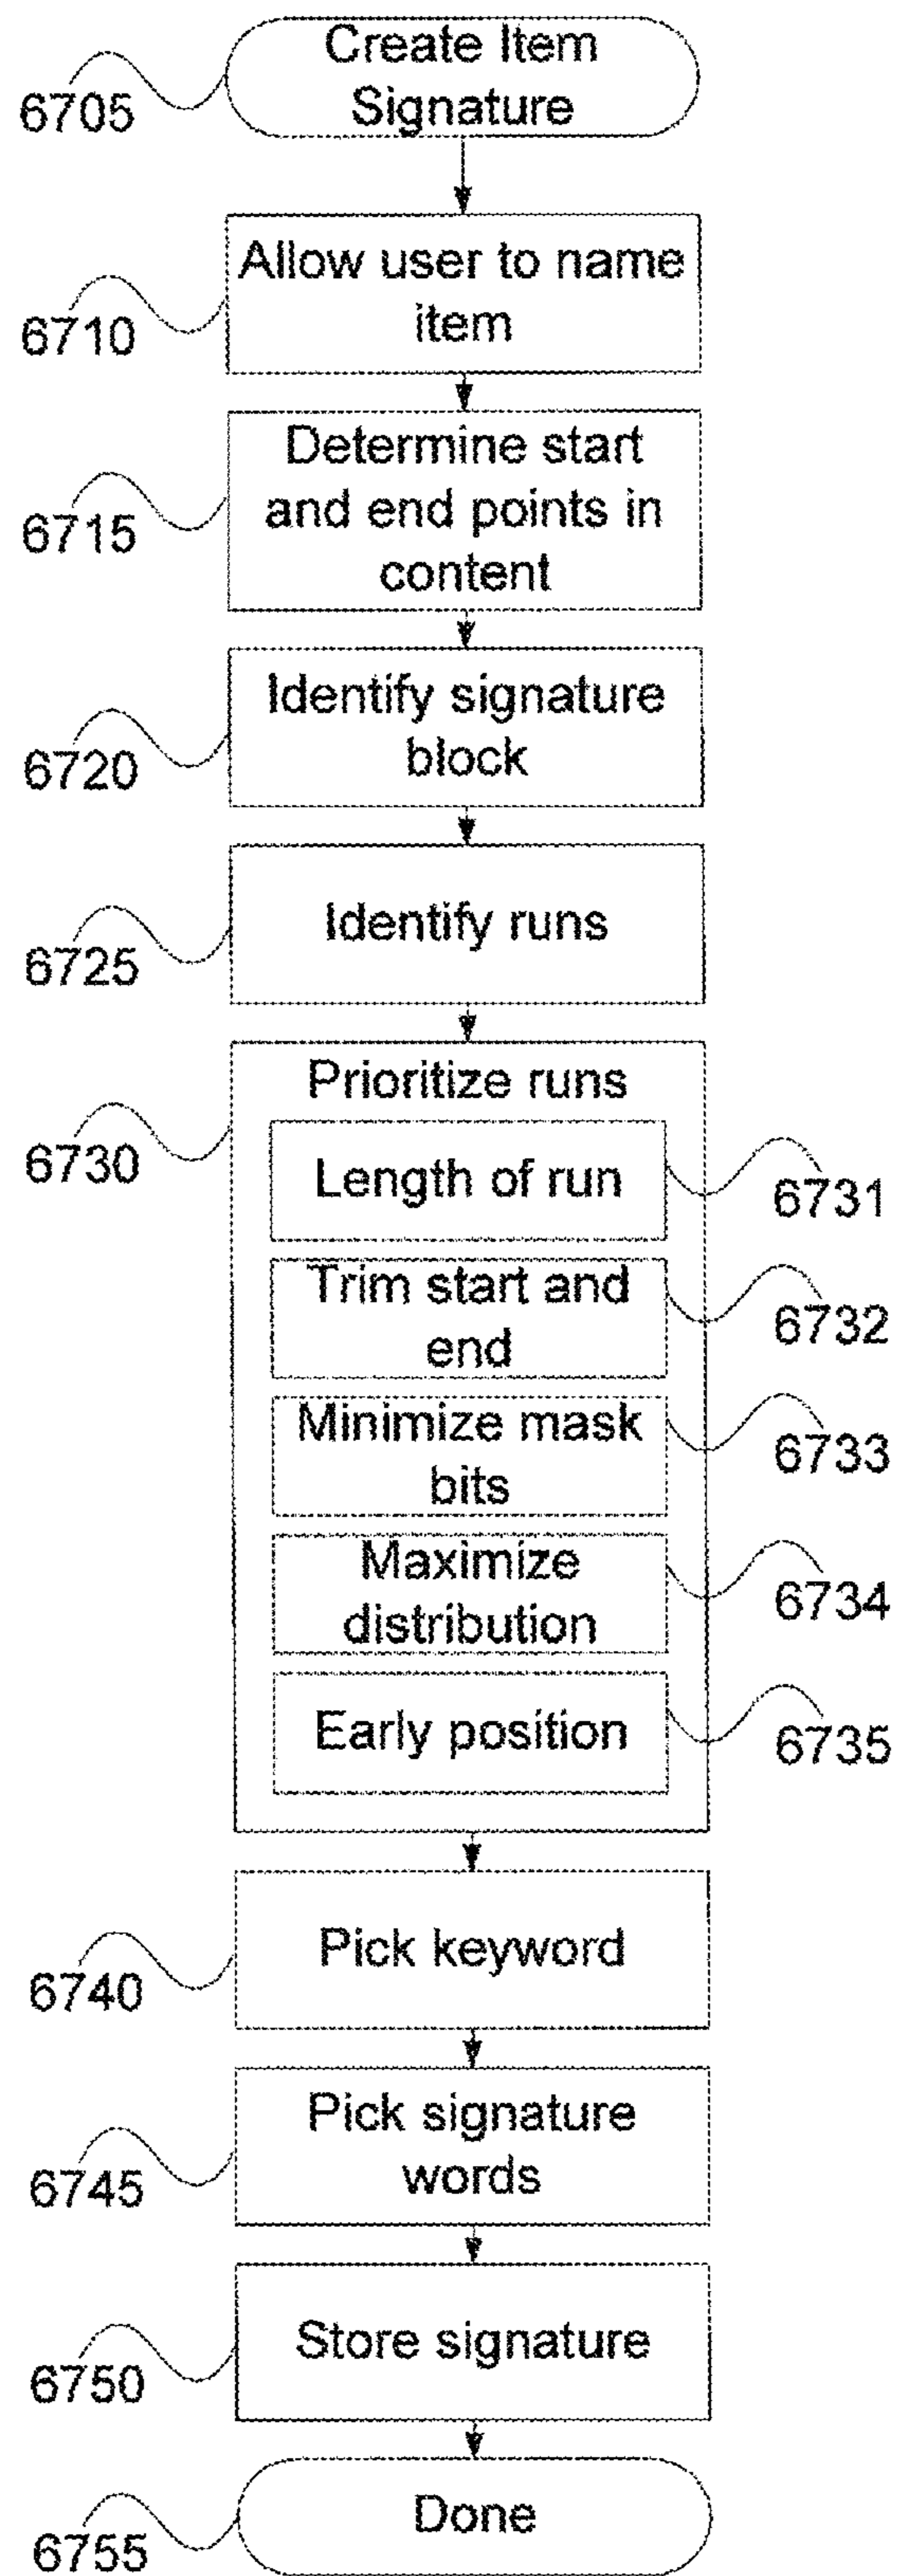 Create Item
Signature
6705
Allow user to name
item
6710
Determine start
and end points in
content
6715
Identify signature
block
6720
Identify runs
6725
Prioritize runs
6730
Length of run
6731
Trim start and
end
6732
Minimize mask
bits
6733
Maximize
distribution
6734
Early position
6735
Pick keyword
6740
Pick signature
words
6745
Store signature
6750
Done
6755